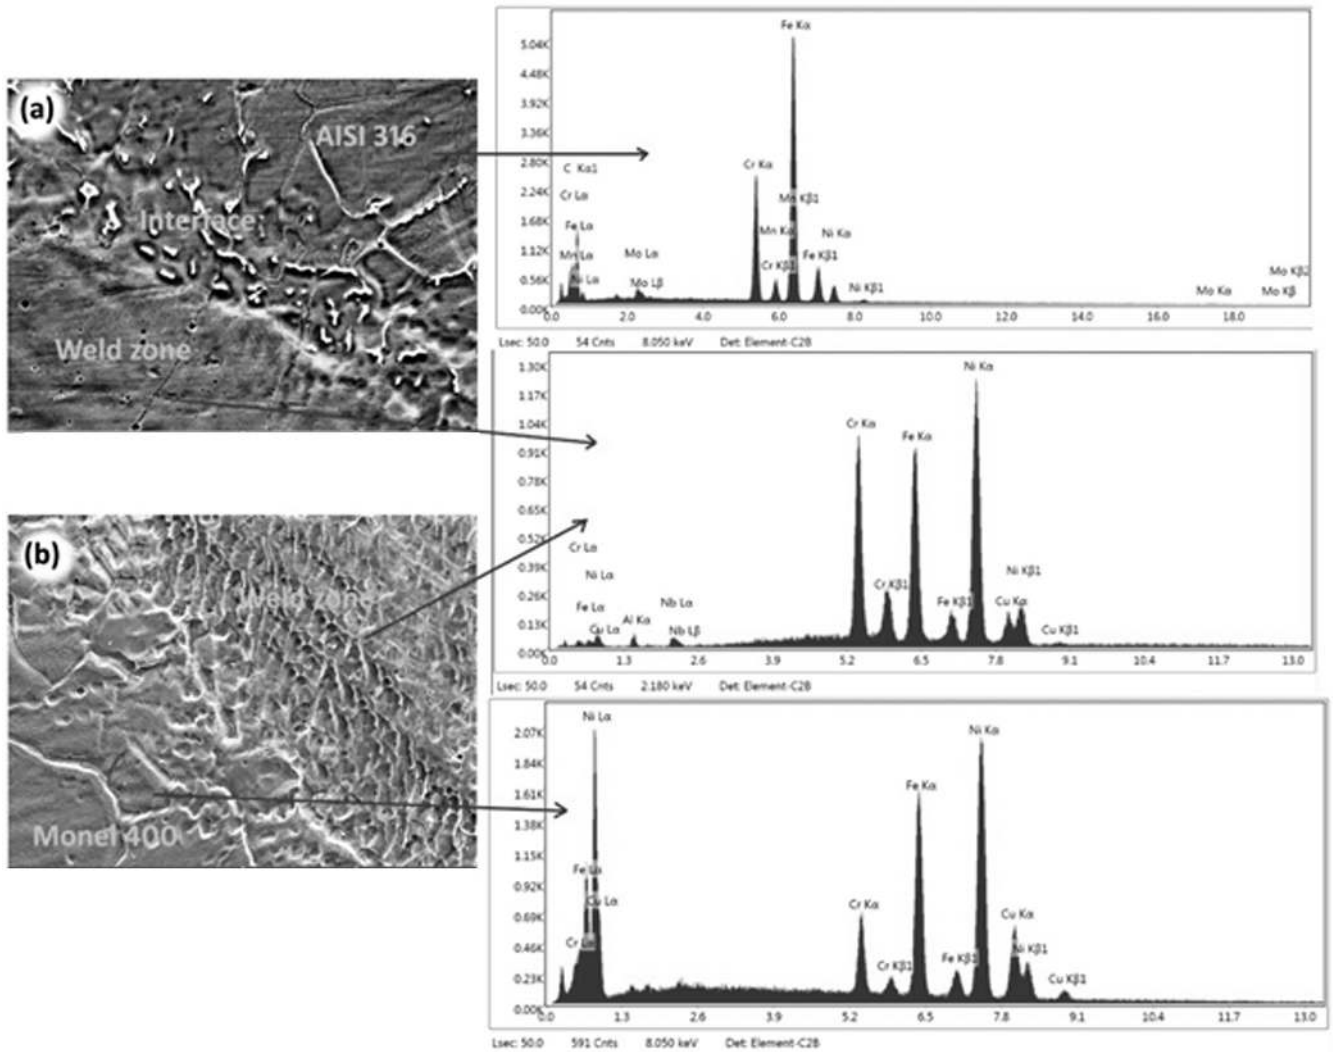 (a)
AISI 316
Interface
Weld zone
(b)
Weld zone
Monel 400
Fe Kα
5.04K
4.48K
3.92K
3.36K
2.80K
2.24K
1.68K
1.12K
0.56K
0.00K
C Kα1
Cr Lα
Fe Lα
Mn Lα
Mo Lα
Mo Lβ
Cr Kα
Mn Kβ1
Mn Kα
Ni Kα
Cr Kβ1
Fe Kβ1
Ni Kβ1
Mo Kα
Mo Kβ2
Mo Kβ
0.0 2.0 4.0 6.0 8.0 10.0 12.0 14.0 16.0 18.0
Lsec: 50.0 54 Cnts 8.050 keV Det: Element-C2B
1.30K
1.17K
1.04K
0.91K
0.78K
0.65K
0.52K
0.39K
0.26K
0.13K
0.00K
Ni Kα
Cr Kα
Fe Kα
Cr Lα
Ni Lα
Fe Lα
Cu Lα
Al Kα
Nb Lα
Nb Lβ
Cr Kβ1
Fe Kβ1
Cu Kα
Ni Kβ1
Cu Kβ1
0.0 1.3 2.6 3.9 5.2 6.5 7.8 9.1 10.4 11.7 13.0
Lsec: 50.0 54 Cnts 2.180 keV Det: Element-C2B
Ni Lα
2.07K
1.84K
1.61K
1.38K
1.15K
0.92K
0.69K
0.46K
0.23K
0.00K
Fe Lα
Cu Lα
Cr Lα
Ni Kα
Fe Kα
Cr Kα
Cu Kα
Cr Kβ1
Fe Kβ1
Ni Kβ1
Cu Kβ1
0.0 1.3 2.6 3.9 5.2 6.5 7.8 9.1 10.4 11.7 13.0
Lsec: 50.0 591 Cnts 8.050 keV Det: Element-C2B